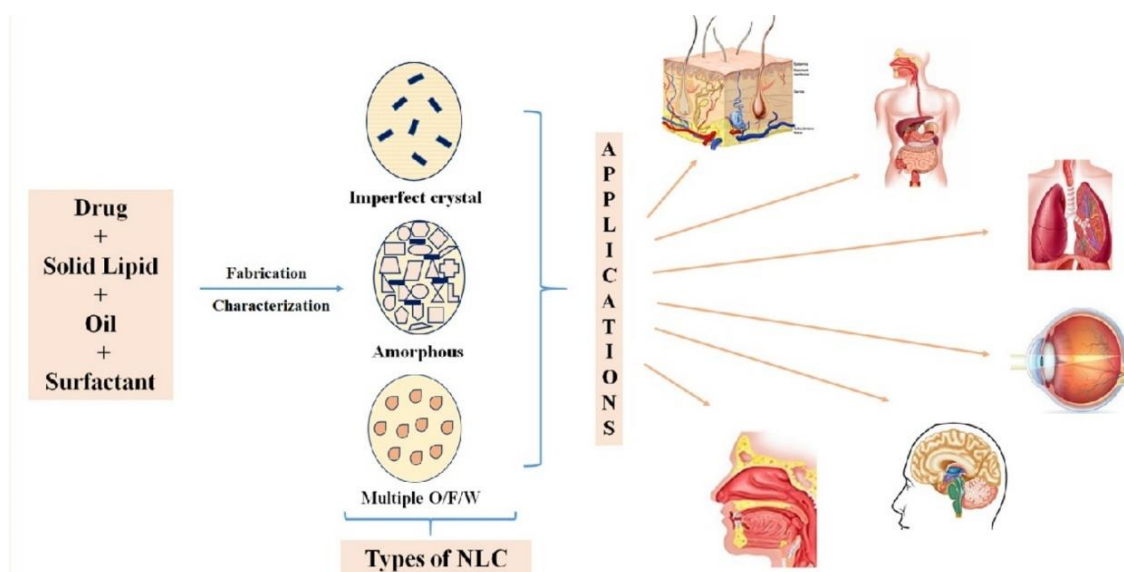 Drug
+
Solid Lipid
+
Oil
+
Surfactant
Fabrication
Characterization
Imperfect crystal
Amorphous
Multiple O/F/W
Types of NLC
A
P
P
L
I
C
A
T
I
O
N
S